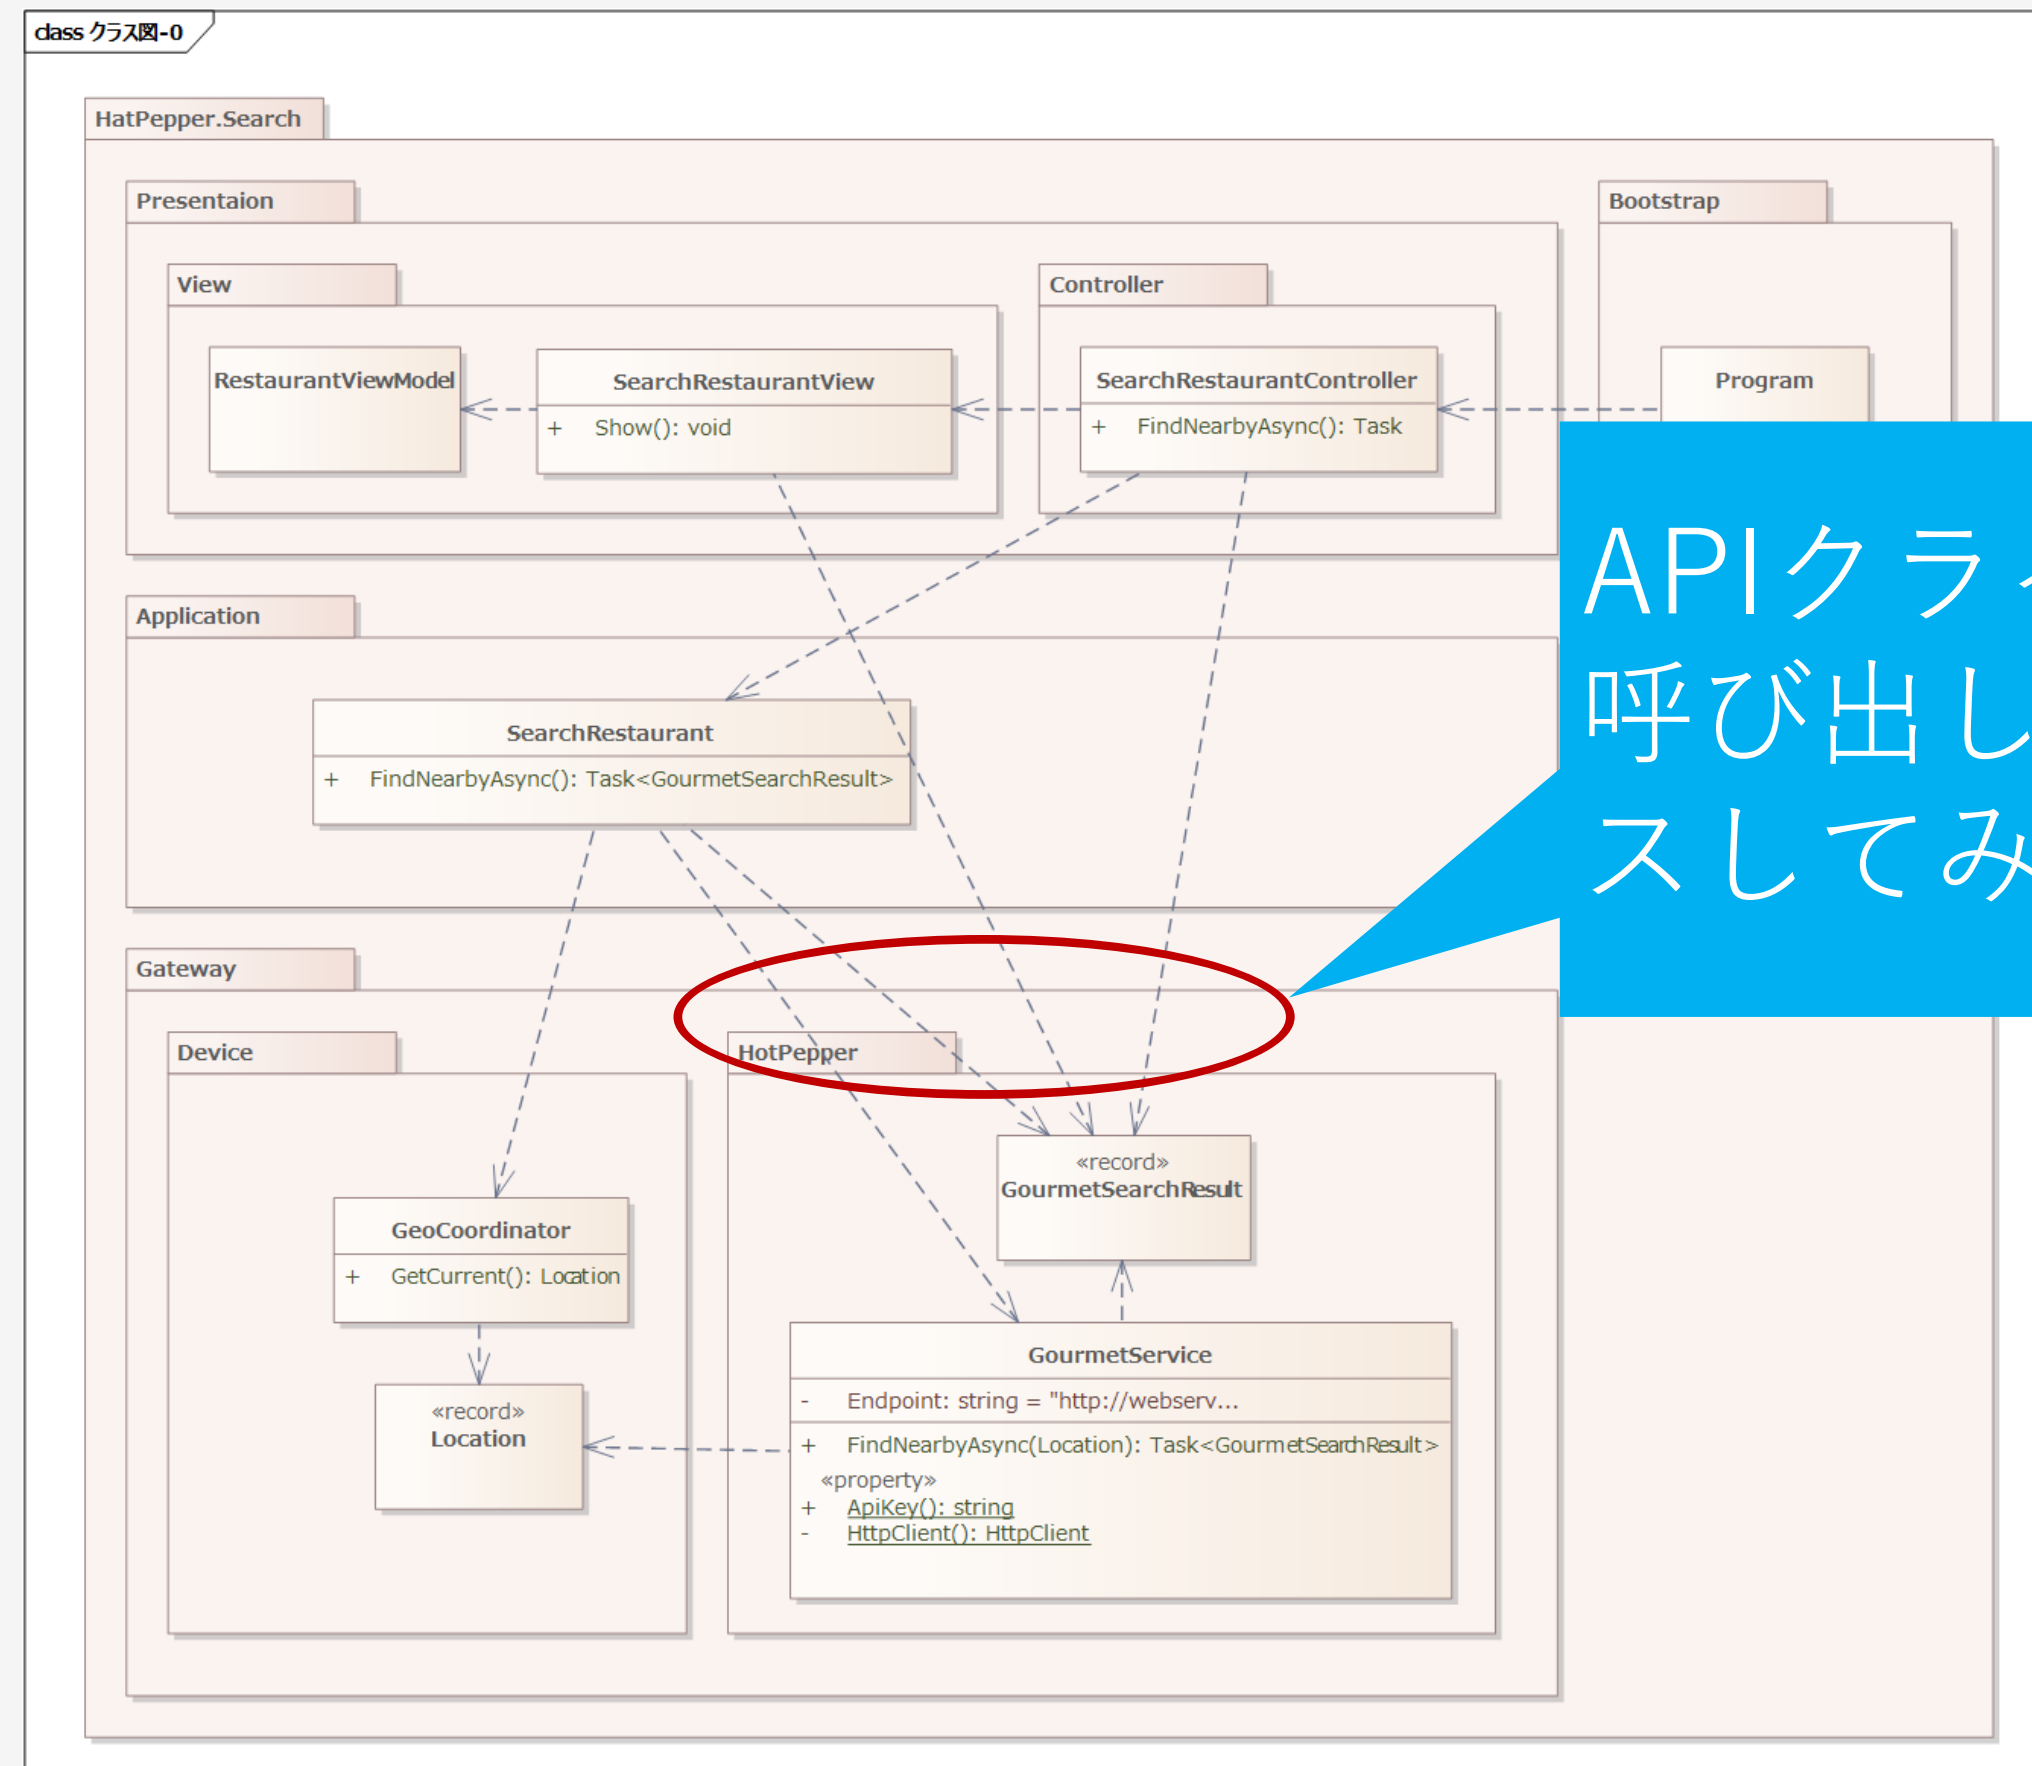 class クラス図-0
HatPepper.Search
Presentaion
Bootstrap
View
Controller
RestaurantViewModel
SearchRestaurantView
+ Show(): void
SearchRestaurantController
+ FindNearbyAsync(): Task
Program
APIクライ
呼び出し
スしてみ
Application
SearchRestaurant
+ FindNearbyAsync(): Task<GourmetSearchResult>
Gateway
Device
HotPepper
«record»
GourmetSearchResult
GeoCoordinator
+ GetCurrent(): Location
«record»
Location
GourmetService
- Endpoint: string = "http://webserv...
+ FindNearbyAsync(Location): Task<GourmetSearchResult>
«property»
+ ApiKey(): string
- HttpClient(): HttpClient